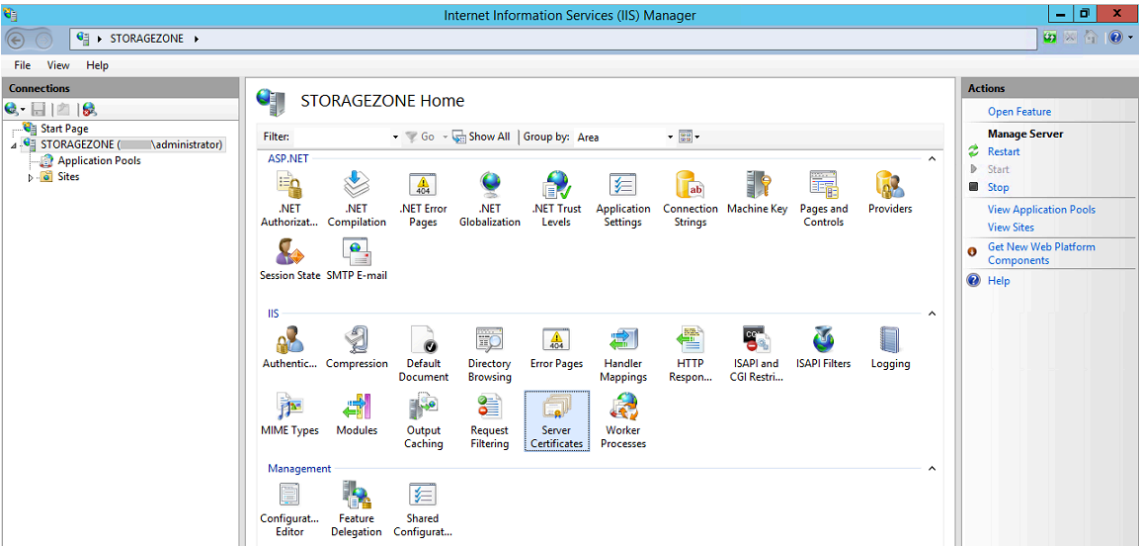 Internet Information Services (IIS) Manager
STORAGEZONE
File View Help
Connections
Start Page
STORAGEZONE ( \administrator)
Application Pools
Sites
STORAGEZONE Home
Filter: Go Show All Group by: Area
ASP.NET
.NET Authorizat...
.NET Compilation
.NET Error Pages
.NET Globalization
.NET Trust Levels
Application Settings
Connection Strings
Machine Key
Pages and Controls
Providers
Session State
SMTP E-mail
IIS
Authentic...
Compression
Default Document
Directory Browsing
Error Pages
Handler Mappings
HTTP Respon...
ISAPI and CGI Restri...
ISAPI Filters
Logging
MIME Types
Modules
Output Caching
Request Filtering
Server Certificates
Worker Processes
Management
Configurat... Editor
Feature Delegation
Shared Configurat...
Actions
Open Feature
Manage Server
Restart
Start
Stop
View Application Pools
View Sites
Get New Web Platform
Components
Help